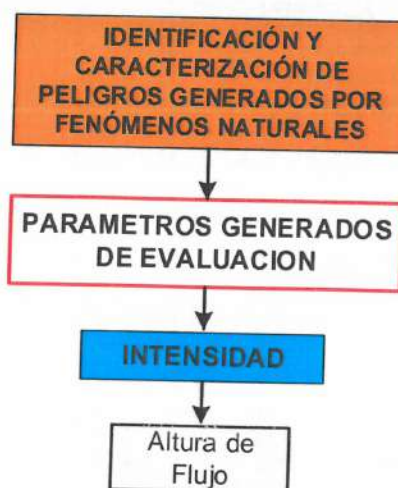 IDENTIFICACIÓN Y
CARACTERIZACIÓN DE
PELIGROS GENERADOS POR
FENÓMENOS NATURALES
PARAMETROS GENERADOS
DE EVALUACION
INTENSIDAD
Altura de
Flujo